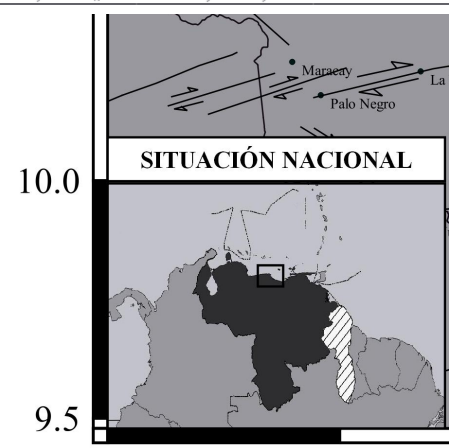 Maracay
La
Palo Negro
SITUACIÓN NACIONAL
10.0
9.5